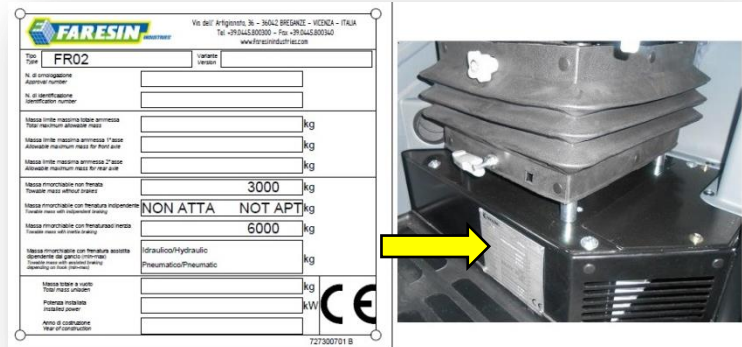 FARESIN INDUSTRIES
Via dell' Artigianato, 36 - 36042 BREGANZE - VICENZA - ITALIA
Tel +39.0445.800300 - Fax +39.0445.800340
www.faresinindustries.com
Tipo FR02 Variante
Type Version
N. di omologazione
Approval number
N. di identificazione
Identification number
Massa limite massima totale ammessa kg
Total maximum allowable mass
Massa limite massima ammessa 1°asse kg
Allowable maximum mass for front axle
Massa limite massima ammessa 2°asse kg
Allowable maximum mass for rear axle
Massa rimorchiabile non frenata 3000 kg
Towable mass without brakes
Massa rimorchiabile con frenatura indipendente NON ATTA NOT APT kg
Towable mass with independent braking
Massa rimorchiabile con frenaturaad inerzia 6000 kg
Towable mass with inertia braking
Massa rimorchiabile con frenatura assistita Idraulico/Hydraulic
dipendente dal gancio (min-max) kg
Towable mass with assisted braking Pneumatico/Pneumatic
depending on hook (min-max)
Massa totale a vuoto kg
Total mass unladen
Potenza installata kW CE
Installed power
Anno di costruzione
Year of construction
727300701 B